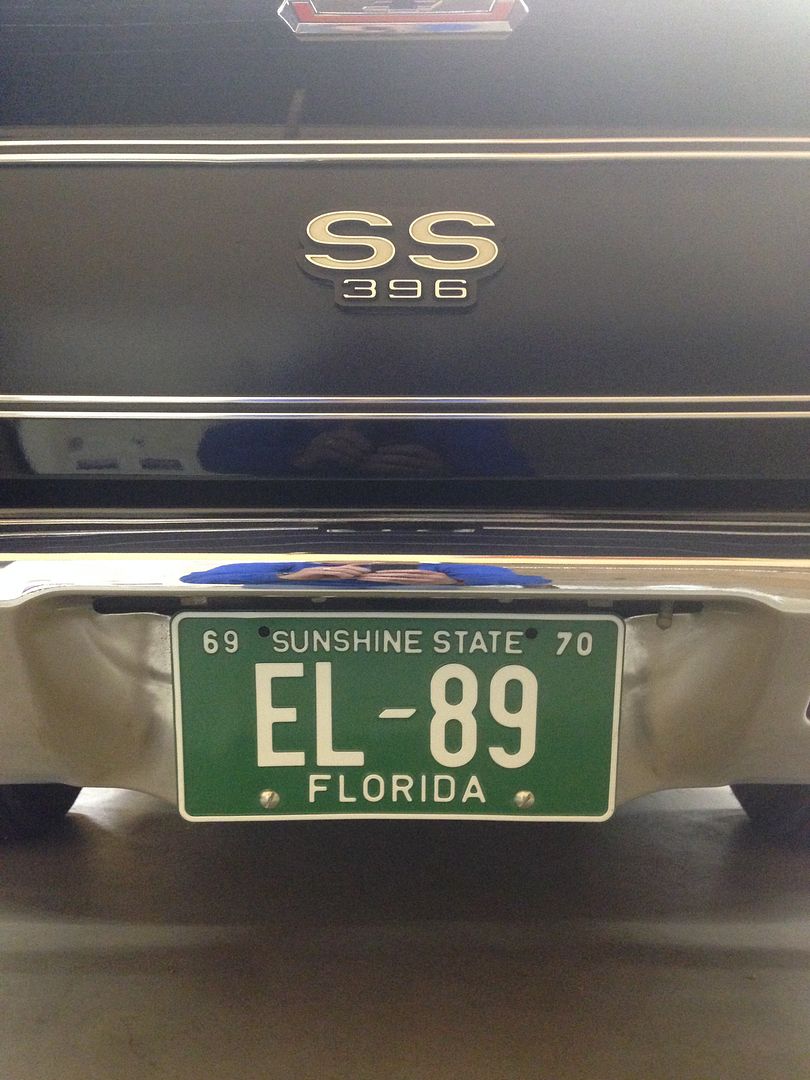 SS
396
69 SUNSHINE STATE 70
EL-89
FLORIDA